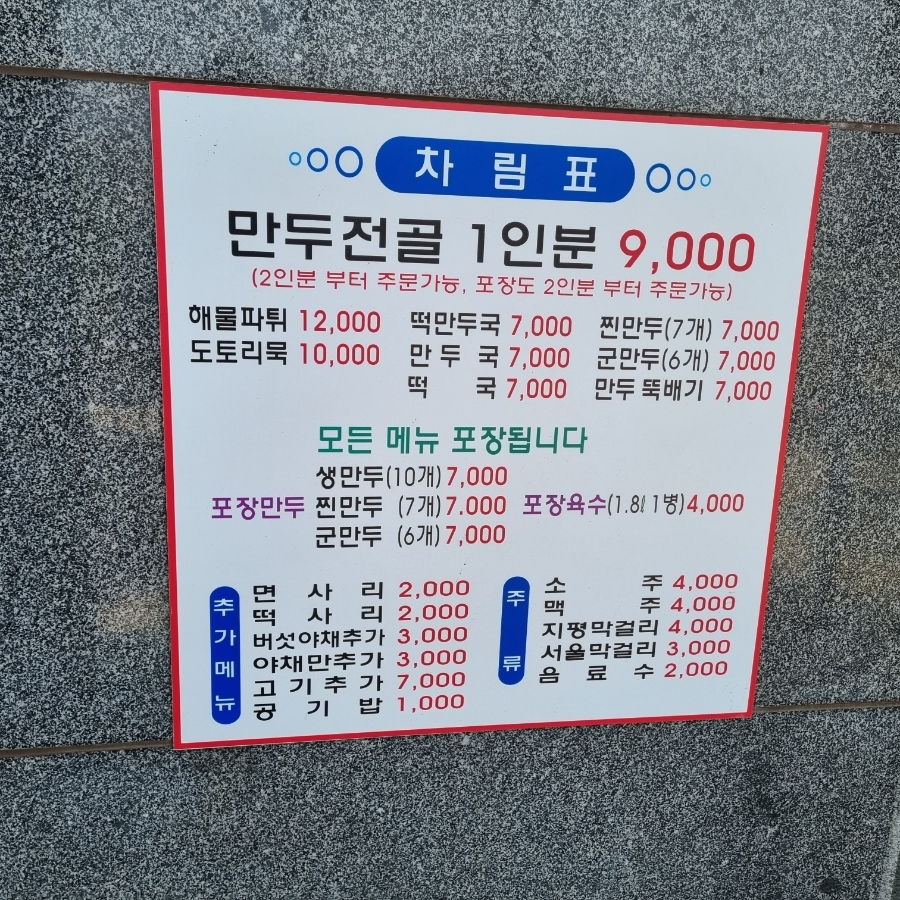 차림표
만두전골 1인분 9,000
(2인분 부터 주문가능, 포장도 2인분 부터 주문가능)
해물파튀 12,000 떡만두국 7,000 찐만두(7개) 7,000
도토리묵 10,000 만두국 7,000 군만두(6개) 7,000
떡국 7,000 만두 뚝배기 7,000
모든 메뉴 포장됩니다
생만두(10개) 7,000
포장만두 찐만두 (7개) 7.000 포장육수(1.8ℓ 1병) 4,000
군만두 (6개) 7,000
추가메뉴
면사리 2,000
떡사리 2,000
버섯야채추가 3,000
야채만추가 3,000
고기추가 7,000
공기밥 1,000
주류
소주 4,000
맥주 4,000
지평막걸리 4,000
서울막걸리 3,000
음료수 2,000